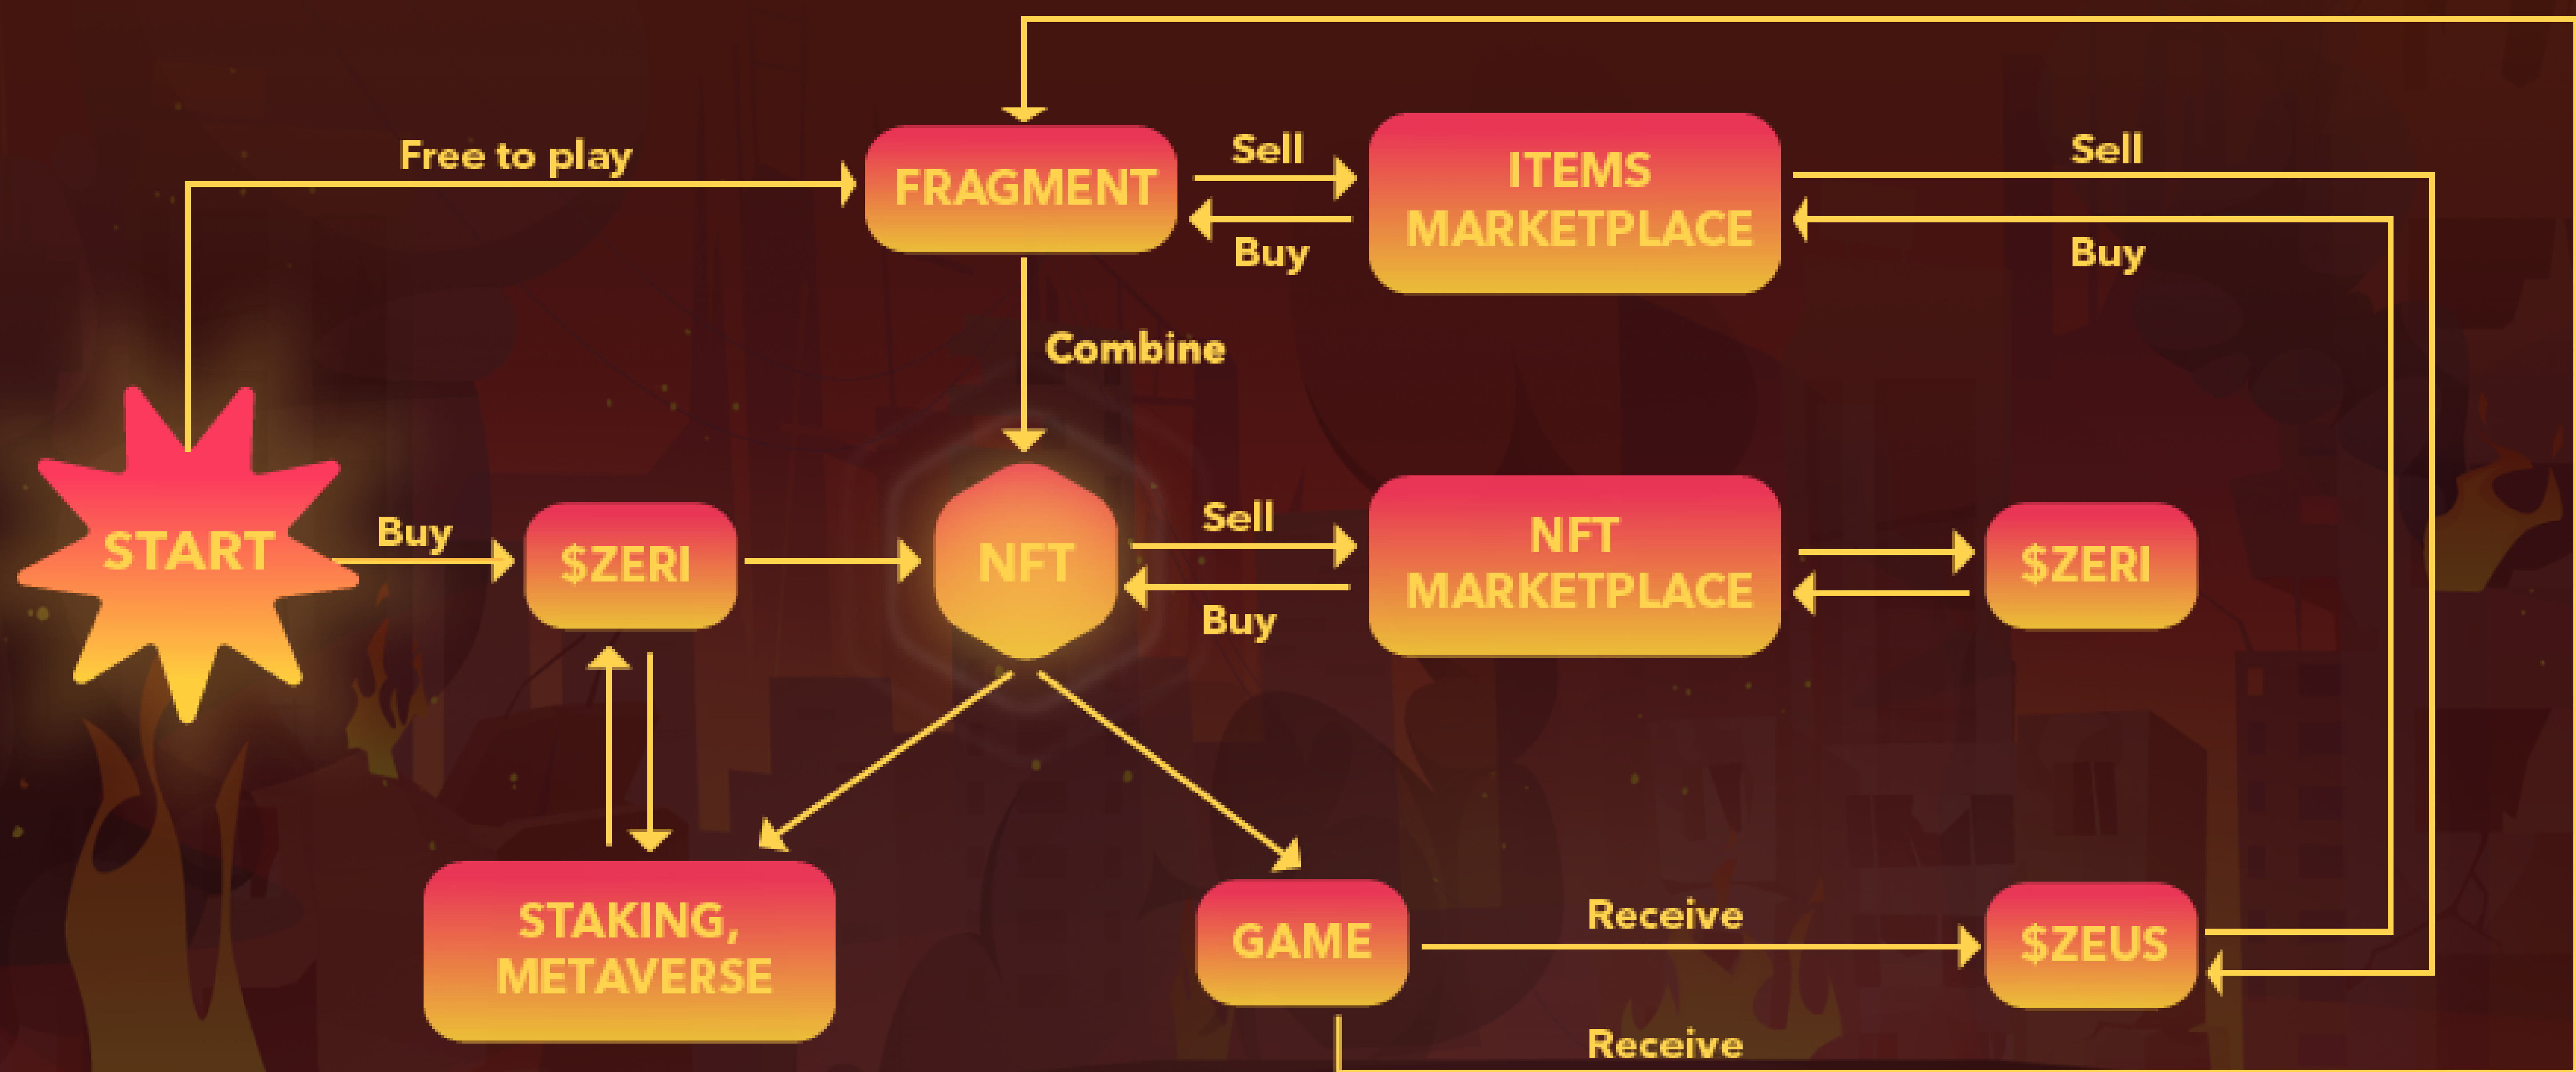 Free to play
FRAGMENT
Sell
Buy
ITEMS
MARKETPLACE
Sell
Buy
Combine
START
Buy
$ZERI
NFT
Sell
Buy
NFT
MARKETPLACE
$ZERI
STAKING,
METAVERSE
GAME
Receive
$ZEUS
Receive